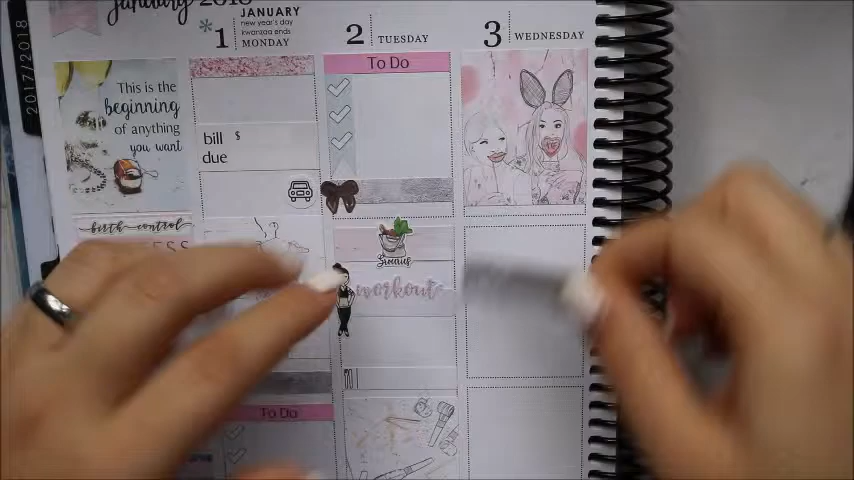 January 2018
2017/2018
1
JANUARY
new year's day
kwanzaa ends
MONDAY
2 TUESDAY
3 WEDNESDAY
This is the
beginning
of anything
you want
To Do
bill $
due
birth control
Groceries
workout
To Do